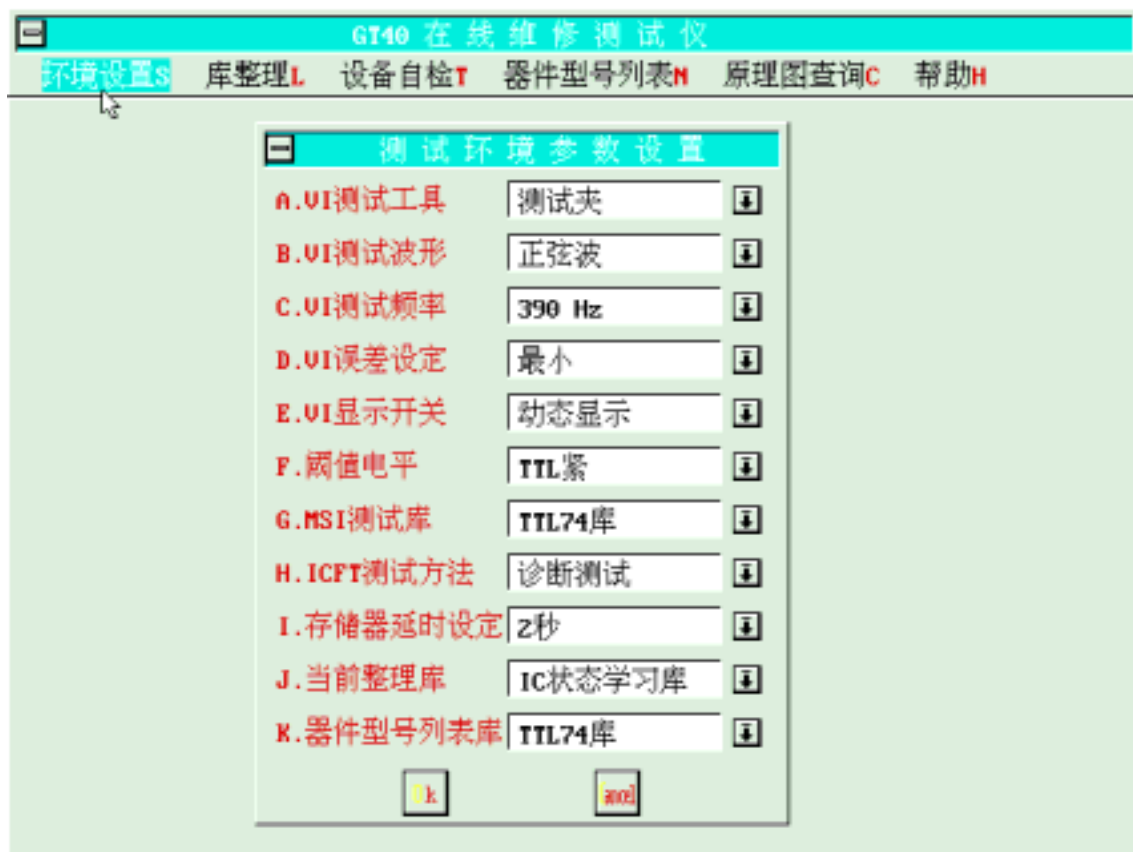 GT40 在线维修测试仪
环境设置S 库整理L 设备自检T 器件型号列表M 原理图查询C 帮助H
测试环境参数设置
A.VI测试工具 测试夹
B.VI测试波形 正弦波
C.VI测试频率 390 Hz
D.VI误差设定 最小
E.VI显示开关 动态显示
F.阈值电平 TTL紧
G.MSI测试库 TTL74库
H.ICFT测试方法 诊断测试
I.存储器延时设定 2秒
J.当前整理库 IC状态学习库
K.器件型号列表库 TTL74库
Ok Cancel